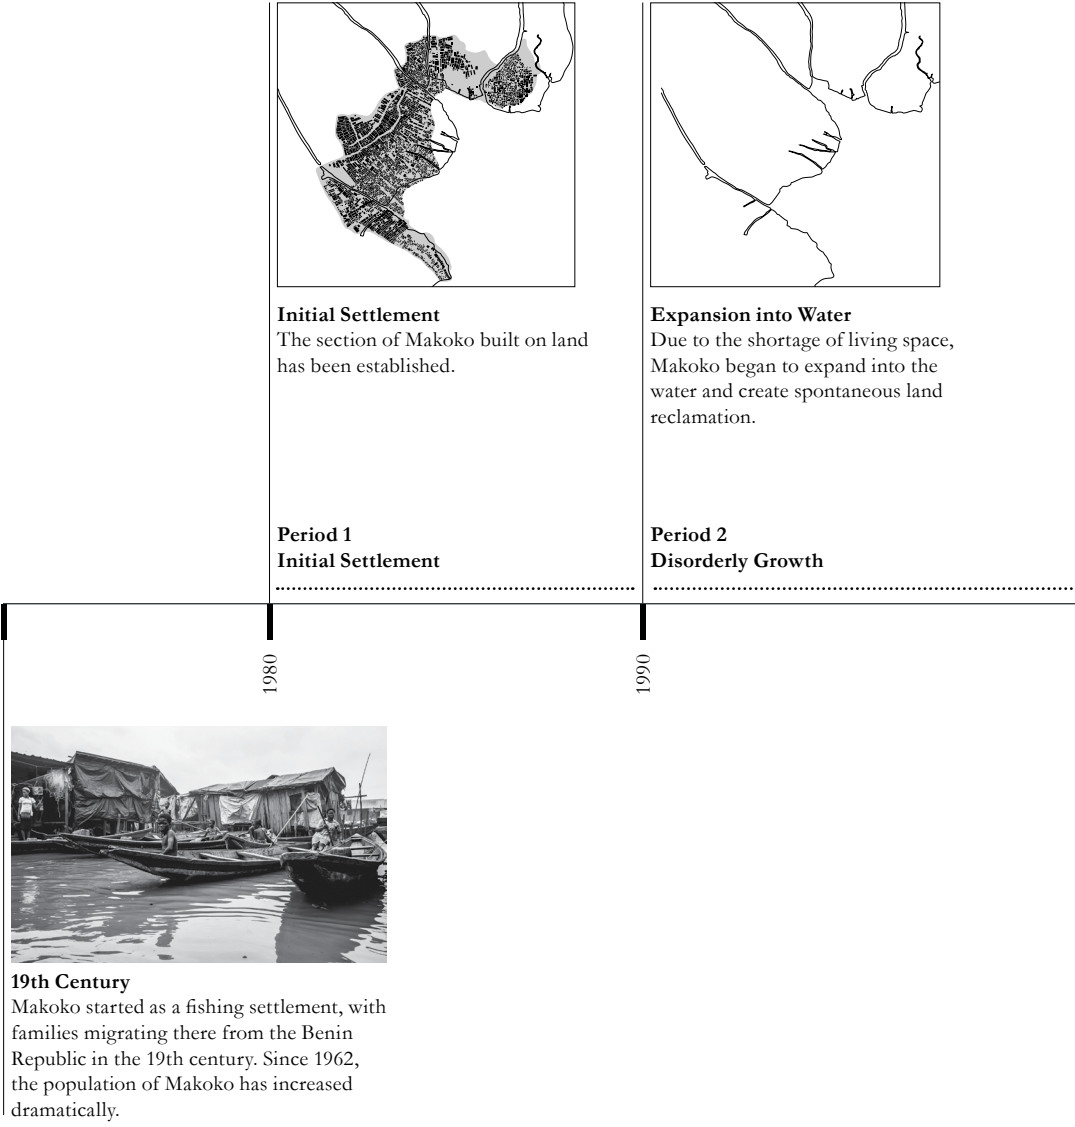 Initial Settlement
The section of Makoko built on land
has been established.
Expansion into Water
Due to the shortage of living space,
Makoko began to expand into the
water and create spontaneous land
reclamation.
Period 1
Initial Settlement
Period 2
Disorderly Growth
1980
1990
19th Century
Makoko started as a fishing settlement, with
families migrating there from the Benin
Republic in the 19th century. Since 1962,
the population of Makoko has increased
dramatically.